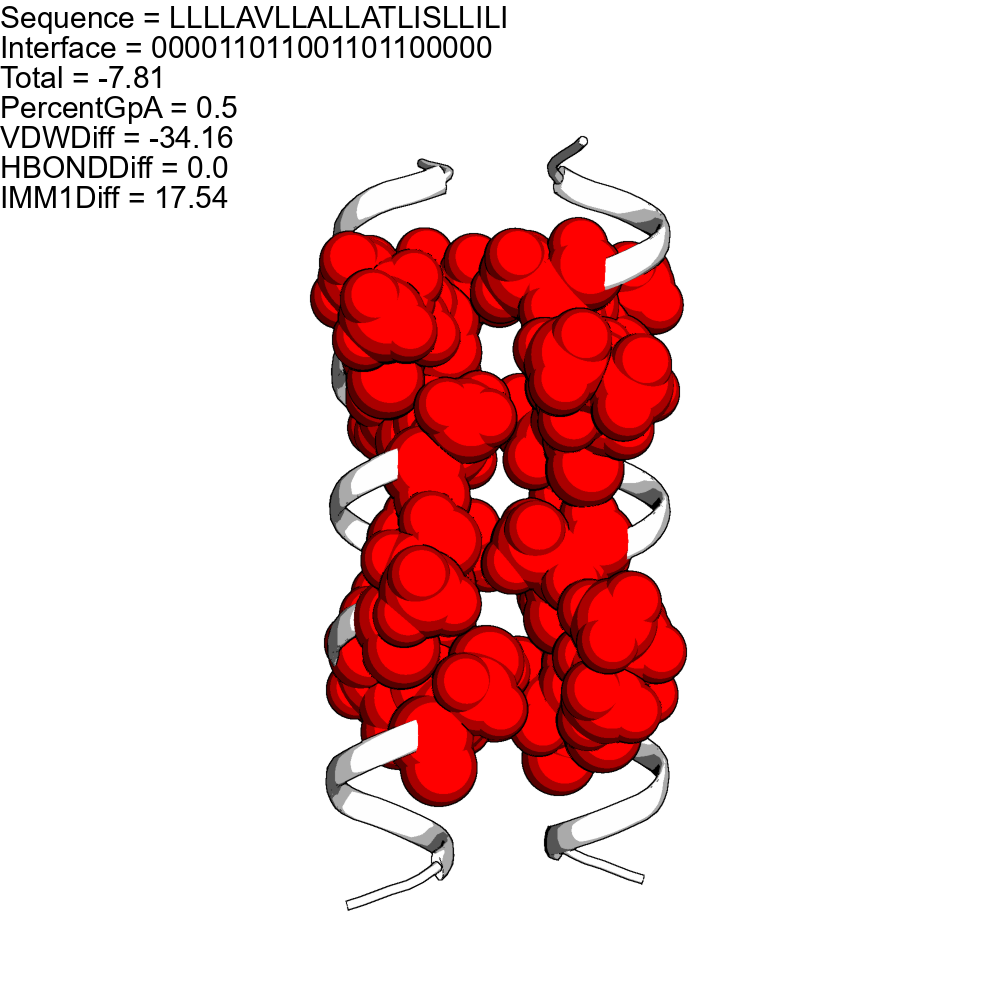 Sequence = LLLLAVLLALLATLISLLILI
Interface = 000011011001101100000
Total = -7.81
PercentGpA = 0.5
VDWDiff = -34.16
HBONDDiff = 0.0
IMM1Diff = 17.54